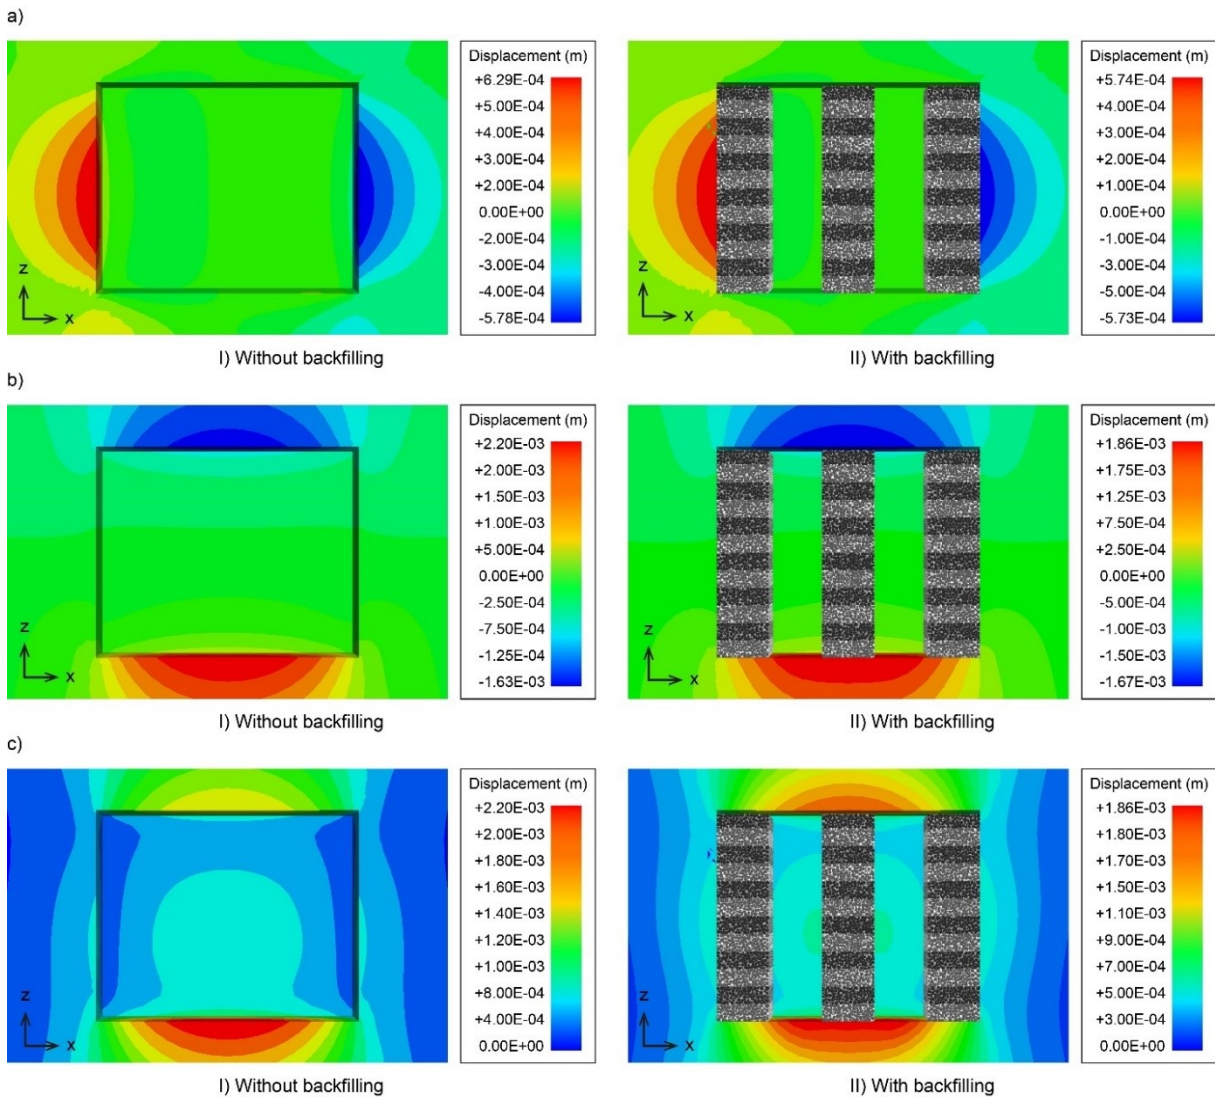 a)
Displacement (m)
+6.29E-04
+5.00E-04
+4.00E-04
+3.00E-04
+2.00E-04
0.00E+00
-2.00E-04
-3.00E-04
-4.00E-04
-5.78E-04
z
x
I) Without backfilling
Displacement (m)
+5.74E-04
+5.00E-04
+4.00E-04
+2.00E-04
+1.00E-04
0.00E+00
-1.00E-04
-3.00E-04
-5.00E-04
-5.73E-04
z
x
II) With backfilling
b)
Displacement (m)
+2.20E-03
+2.00E-03
+1.50E-03
+1.00E-03
+5.00E-04
0.00E+00
-2.50E-04
-7.50E-04
-1.25E-04
-1.63E-03
z
x
I) Without backfilling
Displacement (m)
+1.86E-03
+1.75E-03
+1.25E-03
+7.50E-04
+2.50E-04
0.00E+00
-5.00E-04
-1.00E-03
-1.50E-03
-1.67E-03
z
x
II) With backfilling
c)
Displacement (m)
+2.20E-03
+2.00E-03
+1.80E-03
+1.60E-03
+1.40E-03
+1.20E-03
+1.00E-03
+8.00E-04
+4.00E-04
0.00E+00
z
x
I) Without backfilling
Displacement (m)
+1.86E-03
+1.80E-03
+1.70E-03
+1.50E-03
+1.10E-03
+9.00E-04
+7.00E-04
+5.00E-04
+3.00E-04
0.00E+00
z
x
II) With backfilling